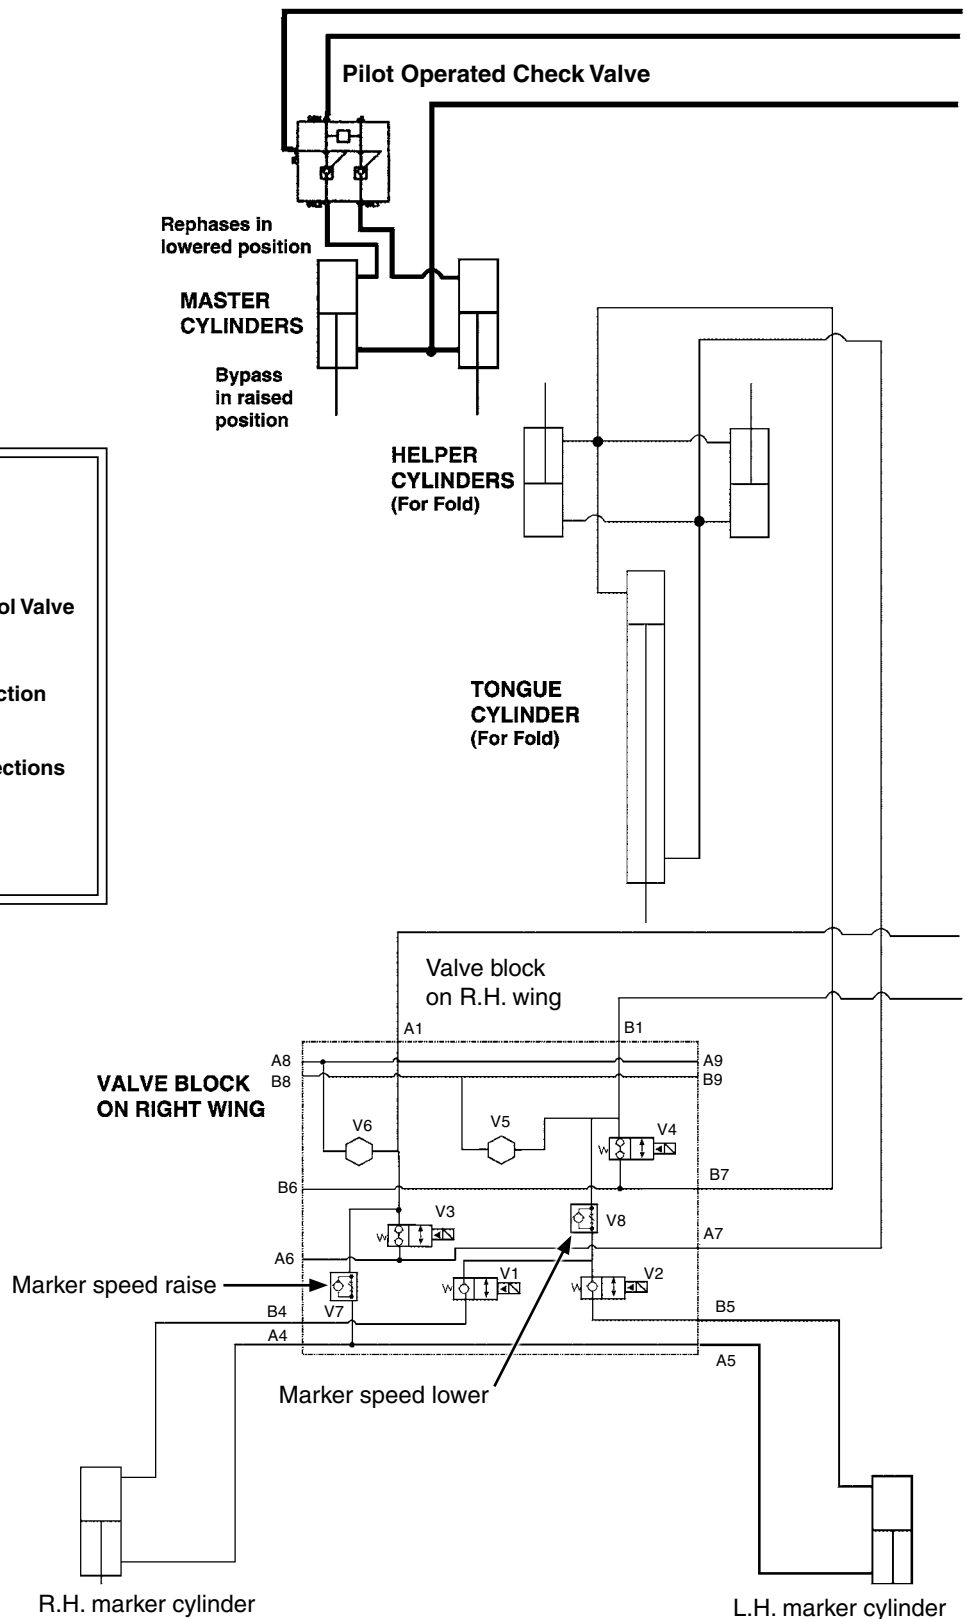 Pilot Operated Check Valve
Rephases in
lowered position
MASTER
CYLINDERS
Bypass
in raised
position
HELPER
CYLINDERS
(For Fold)
ol Valve
ction
ections
TONGUE
CYLINDER
(For Fold)
Valve block
on R.H. wing
A1
B1
A8
A9
B8
B9
VALVE BLOCK
ON RIGHT WING
V6
V5
V4
B6
B7
V3
V8
A7
A6
Marker speed raise
V1
V2
B4
V7
B5
A4
A5
Marker speed lower
R.H. marker cylinder
L.H. marker cylinder